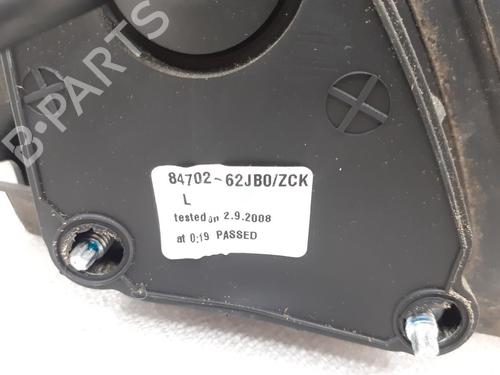 B-PARTS
84702-62JB0/ZCK
L
tested on 2.9.2008
at 0:19 PASSED